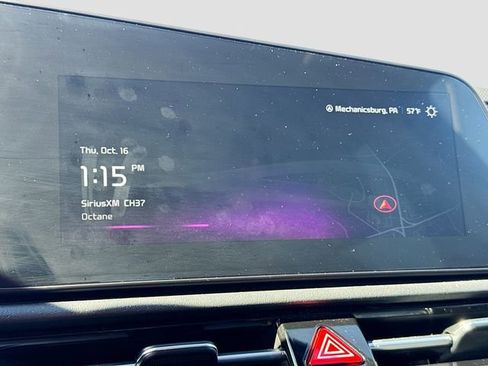 Mechanicsburg, PA 57°F
Thu, Oct. 16
1:15 PM
SiriusXM CH37
Octane